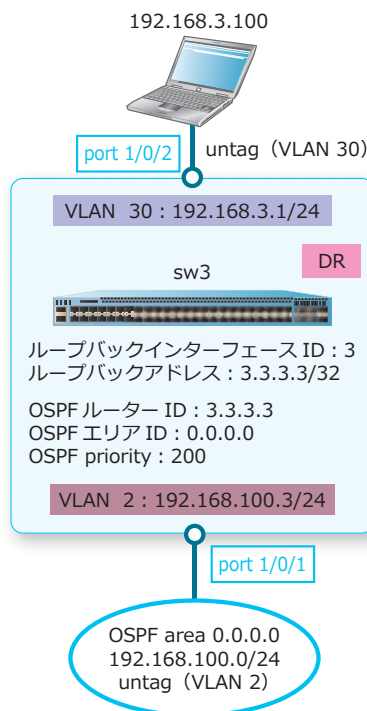 192.168.3.100
port 1/0/2
untag（VLAN 30）
VLAN 30：192.168.3.1/24
DR
sw3
ループバックインターフェース ID：3
ループバックアドレス：3.3.3.3/32
OSPF ルーター ID：3.3.3.3
OSPF エリア ID：0.0.0.0
OSPF priority：200
VLAN 2：192.168.100.3/24
port 1/0/1
OSPF area 0.0.0.0
192.168.100.0/24
untag（VLAN 2）